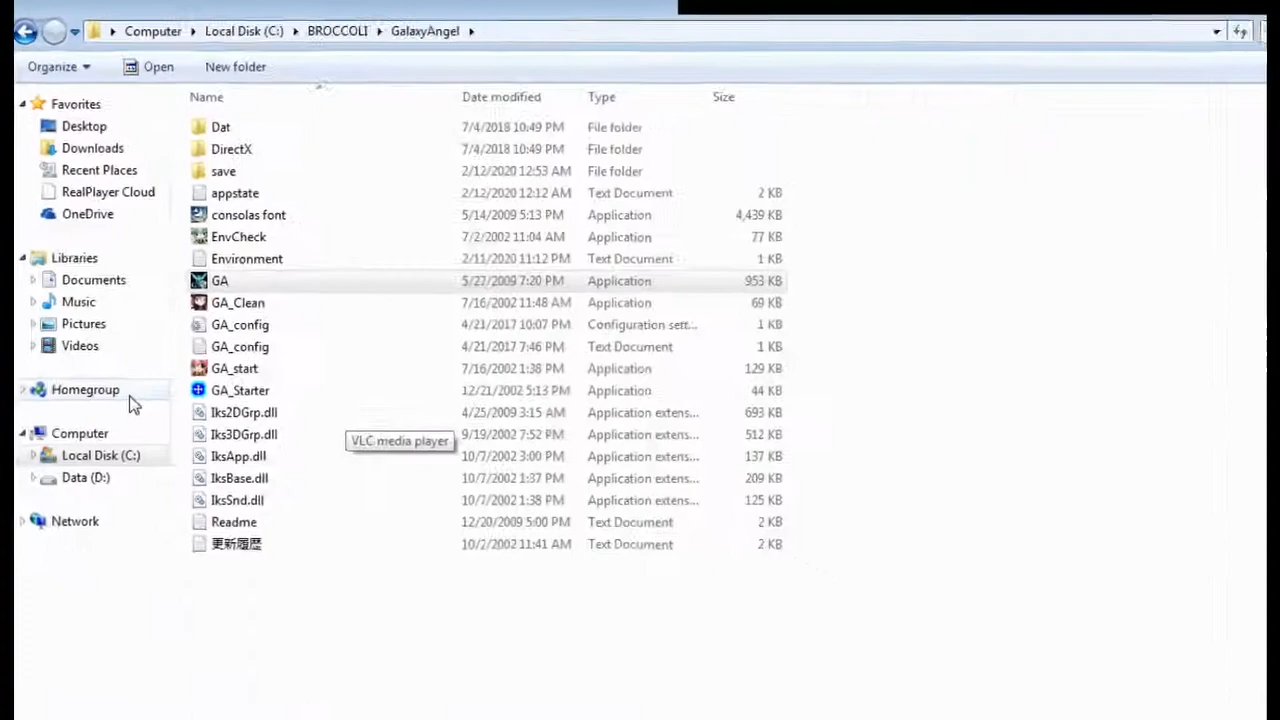 Computer Local Disk (C:) BROCCOLI GalaxyAngel
Organize Open New folder
Name Date modified Type Size
Favorites
Desktop
Downloads
Recent Places
RealPlayer Cloud
OneDrive
Libraries
Documents
Music
Pictures
Videos
Homegroup
Computer
Local Disk (C:)
Data (D:)
Network
Dat 7/4/2018 10:49 PM File folder
DirectX 7/4/2018 10:49 PM File folder
save 2/12/2020 12:53 AM File folder
appstate 2/12/2020 12:12 AM Text Document 2 KB
consolas font 5/14/2009 5:13 PM Application 4,439 KB
EnvCheck 7/2/2002 11:04 AM Application 77 KB
Environment 2/11/2020 11:12 PM Text Document 1 KB
GA 5/27/2009 7:20 PM Application 953 KB
GA_Clean 7/16/2002 11:48 AM Application 69 KB
GA_config 4/21/2017 10:07 PM Configuration sett... 1 KB
GA_config 4/21/2017 7:46 PM Text Document 1 KB
GA_start 7/16/2002 1:38 PM Application 129 KB
GA_Starter 12/21/2002 5:13 PM Application 44 KB
Iks2DGrp.dll 4/25/2009 3:15 AM Application extens... 693 KB
Iks3DGrp.dll 9/19/2002 7:52 PM Application extens... 512 KB
VLC media player
IksApp.dll 10/7/2002 3:00 PM Application extens... 137 KB
IksBase.dll 10/7/2002 1:37 PM Application extens... 209 KB
IksSnd.dll 10/7/2002 1:38 PM Application extens... 125 KB
Readme 12/20/2009 5:00 PM Text Document 2 KB
更新履歴 10/2/2002 11:41 AM Text Document 2 KB